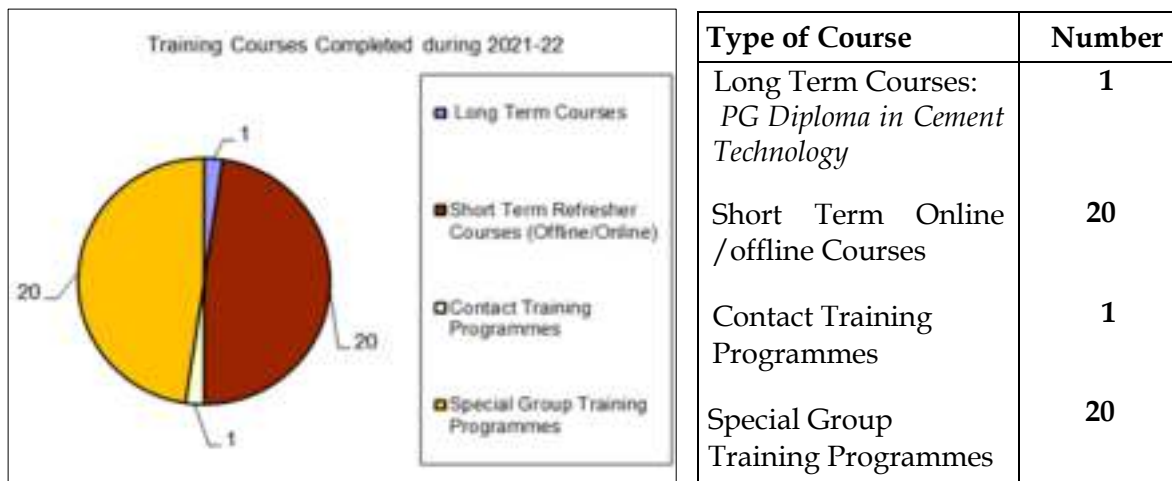 Training Courses Completed during 2021-22
1
20
1
20
Long Term Courses
Short Term Refresher
Courses (Offline/Online)
Contact Training
Programmes
Special Group Training
Programmes
Type of Course Number
Long Term Courses: 1
PG Diploma in Cement
Technology
Short Term Online 20
/offline Courses
Contact Training 1
Programmes
Special Group 20
Training Programmes